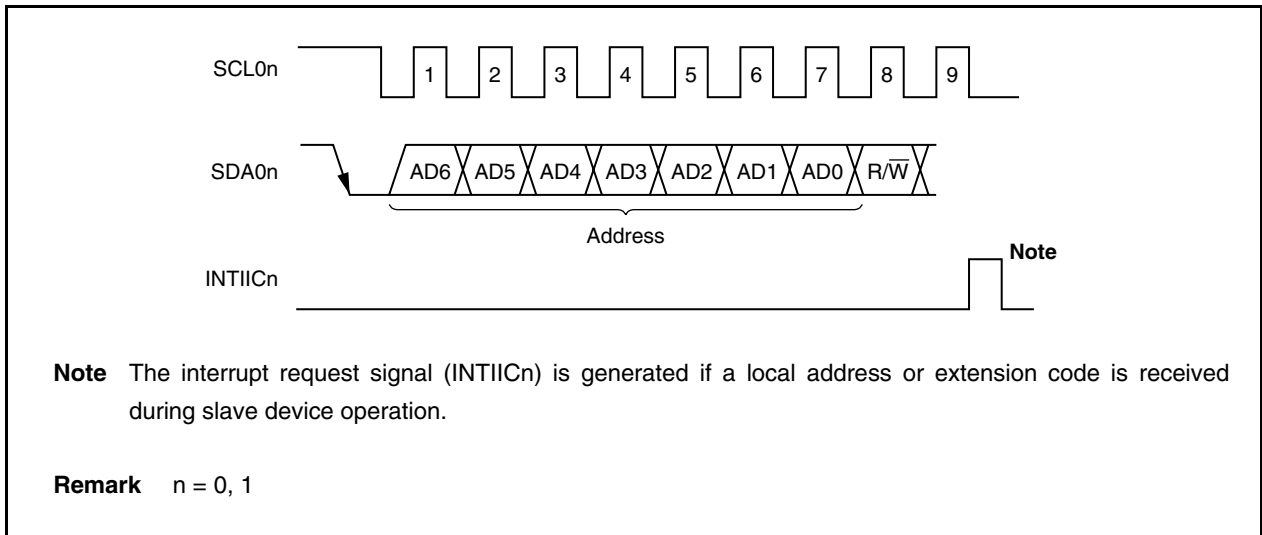 SCL0n
1 2 3 4 5 6 7 8 9
SDA0n
AD6 AD5 AD4 AD3 AD2 AD1 AD0 R/W̅
Address
INTIICn
Note
Note The interrupt request signal (INTIICn) is generated if a local address or extension code is received
during slave device operation.
Remark n = 0, 1